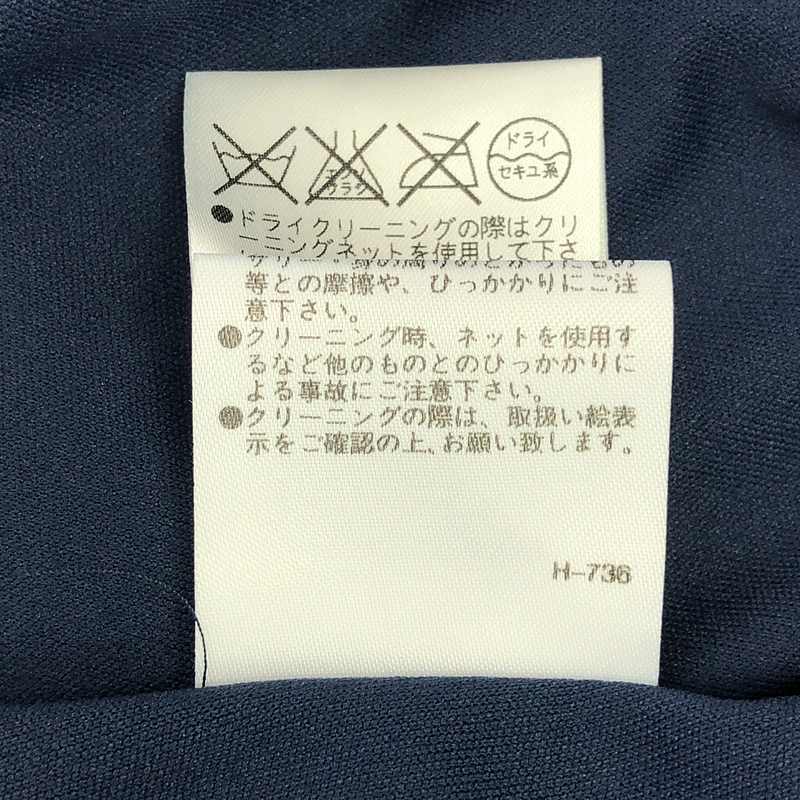 エンソ
サラシ
ドライ
セキユ系
●ドライクリーニングの際はクリ
ーニングネットを使用して下さ
等との摩擦や、ひっかかりにご注
意下さい。
●クリーニング時、ネットを使用す
るなど他のものとのひっかかりに
よる事故にご注意下さい。
●クリーニングの際は、取扱い絵表
示をご確認の上、お願い致します。
H-736